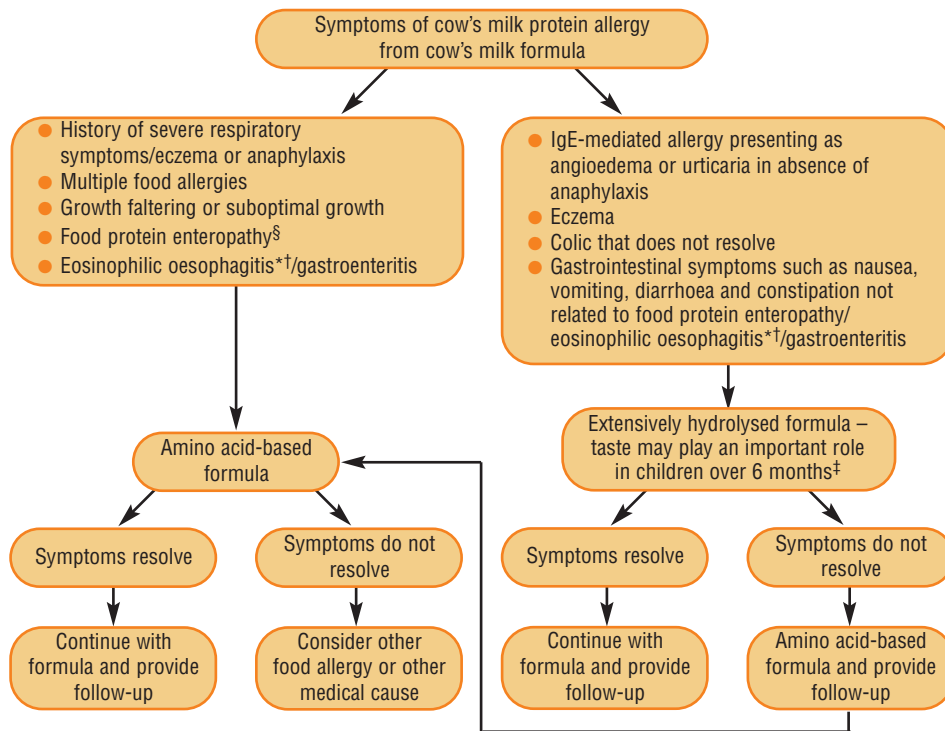 Symptoms of cow's milk protein allergy
from cow's milk formula
● History of severe respiratory
symptoms/eczema or anaphylaxis
● Multiple food allergies
● Growth faltering or suboptimal growth
● Food protein enteropathy§
● Eosinophilic oesophagitis*†/gastroenteritis
● IgE-mediated allergy presenting as
angioedema or urticaria in absence of
anaphylaxis
● Eczema
● Colic that does not resolve
● Gastrointestinal symptoms such as nausea,
vomiting, diarrhoea and constipation not
related to food protein enteropathy/
eosinophilic oesophagitis*†/gastroenteritis
Amino acid-based
formula
Extensively hydrolysed formula –
taste may play an important role
in children over 6 months‡
Symptoms resolve
Symptoms do not
resolve
Symptoms resolve
Symptoms do not
resolve
Continue with
formula and provide
follow-up
Consider other
food allergy or other
medical cause
Continue with
formula and provide
follow-up
Amino acid-based
formula and provide
follow-up